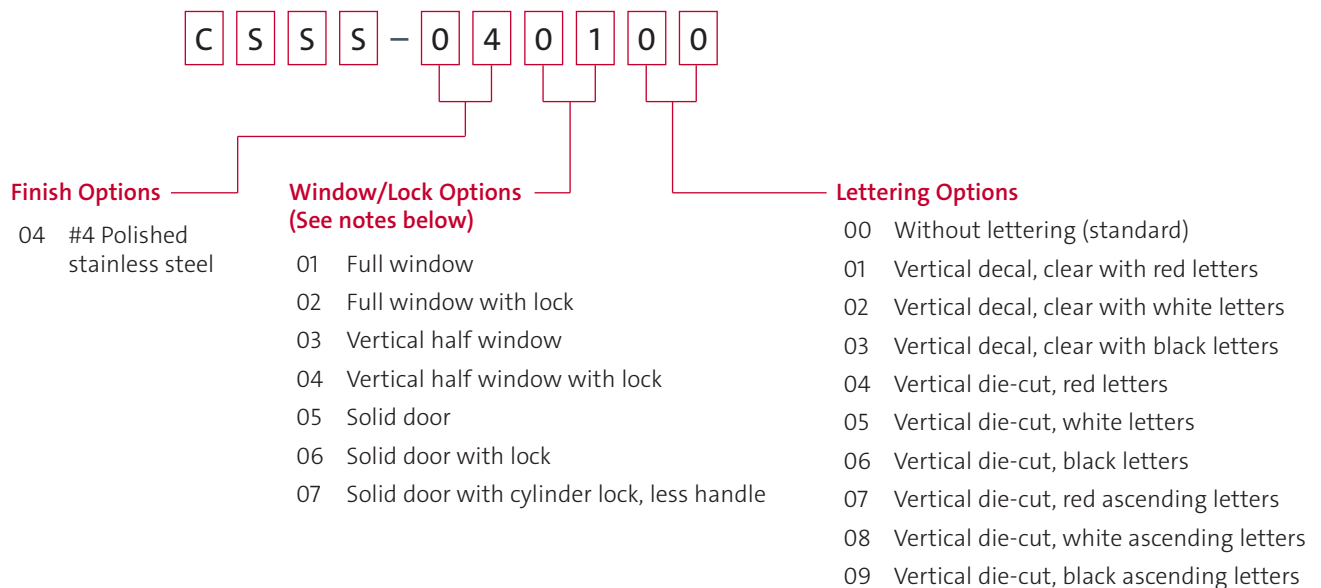 C S S S – 0 4 0 1 0 0
Finish Options
04 #4 Polished
stainless steel
Window/Lock Options
(See notes below)
01 Full window
02 Full window with lock
03 Vertical half window
04 Vertical half window with lock
05 Solid door
06 Solid door with lock
07 Solid door with cylinder lock, less handle
Lettering Options
00 Without lettering (standard)
01 Vertical decal, clear with red letters
02 Vertical decal, clear with white letters
03 Vertical decal, clear with black letters
04 Vertical die-cut, red letters
05 Vertical die-cut, white letters
06 Vertical die-cut, black letters
07 Vertical die-cut, red ascending letters
08 Vertical die-cut, white ascending letters
09 Vertical die-cut, black ascending letters